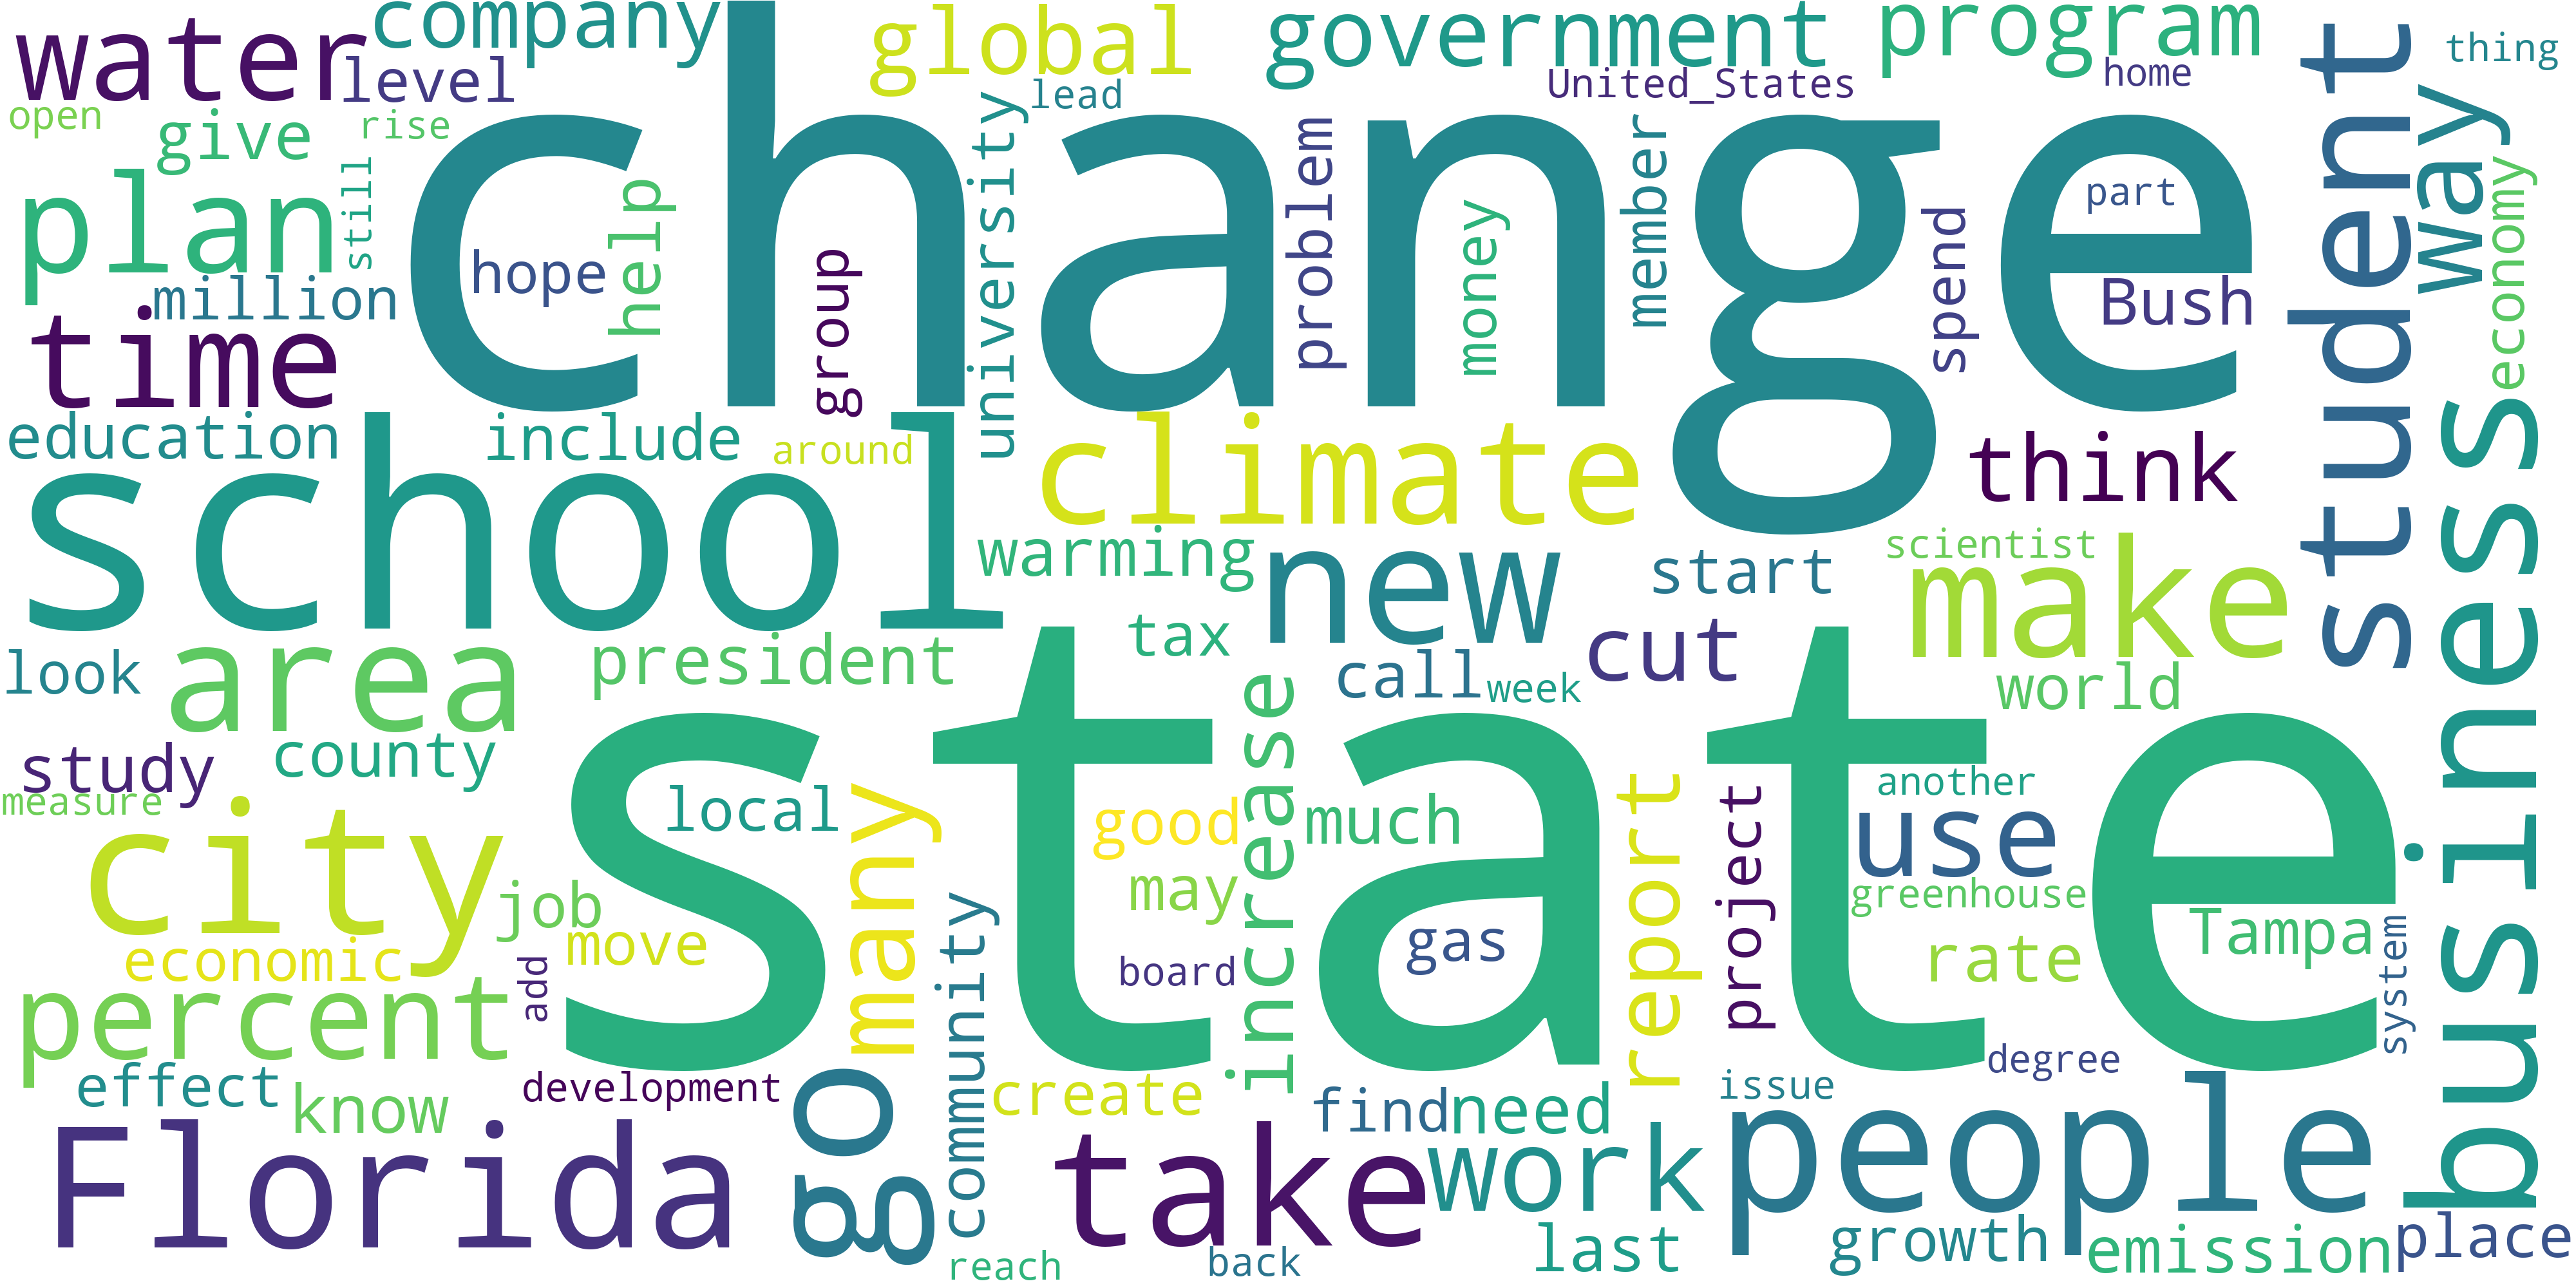 water
company
global
government
program
thing
level
lead
United_States
home
open
give
rise
change
student
way
plan
still
hope
help
group
university
problem
money
member
spend
part
Bush
economy
million
time
education
include
around
climate
think
business
school
warming
new
start
scientist
make
look
area
president
tax
call
week
cut
world
study
county
state
increase
measure
local
many
good
much
report
project
another
use
city
job
may
greenhouse
Tampa
economic
move
community
board
gas
rate
system
percent
add
effect
know
development
go
create
find
need
issue
degree
Florida
take
work
people
reach
back
last
growth
emission
place